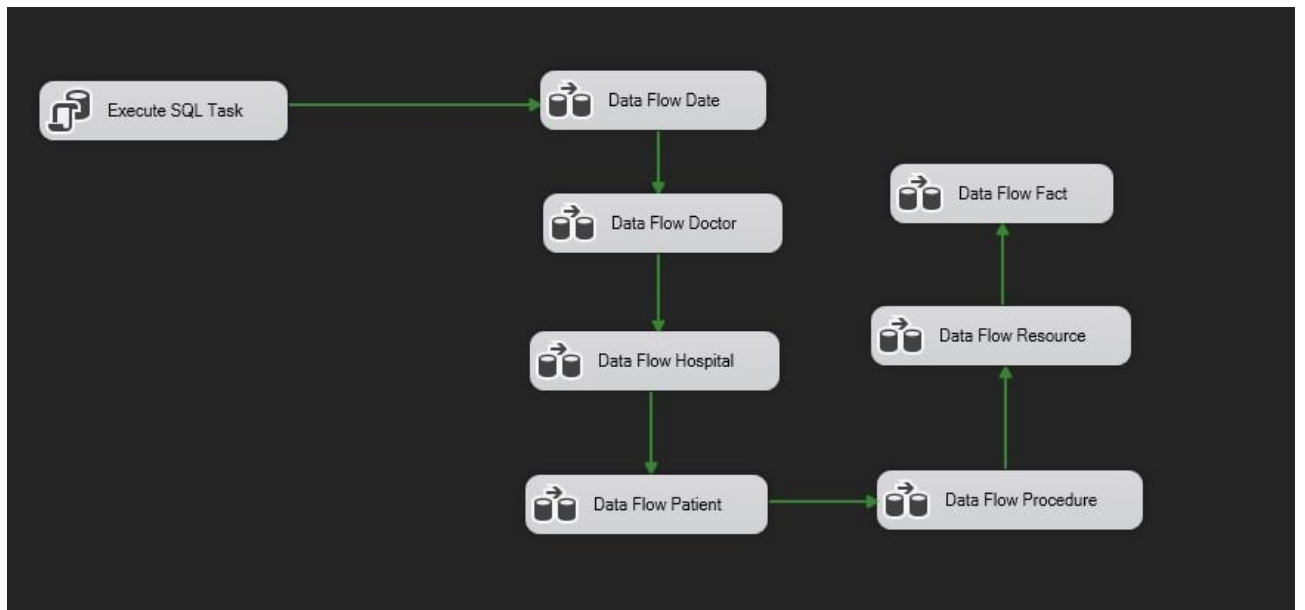 Execute SQL Task
Data Flow Date
Data Flow Doctor
Data Flow Hospital
Data Flow Patient
Data Flow Procedure
Data Flow Resource
Data Flow Fact